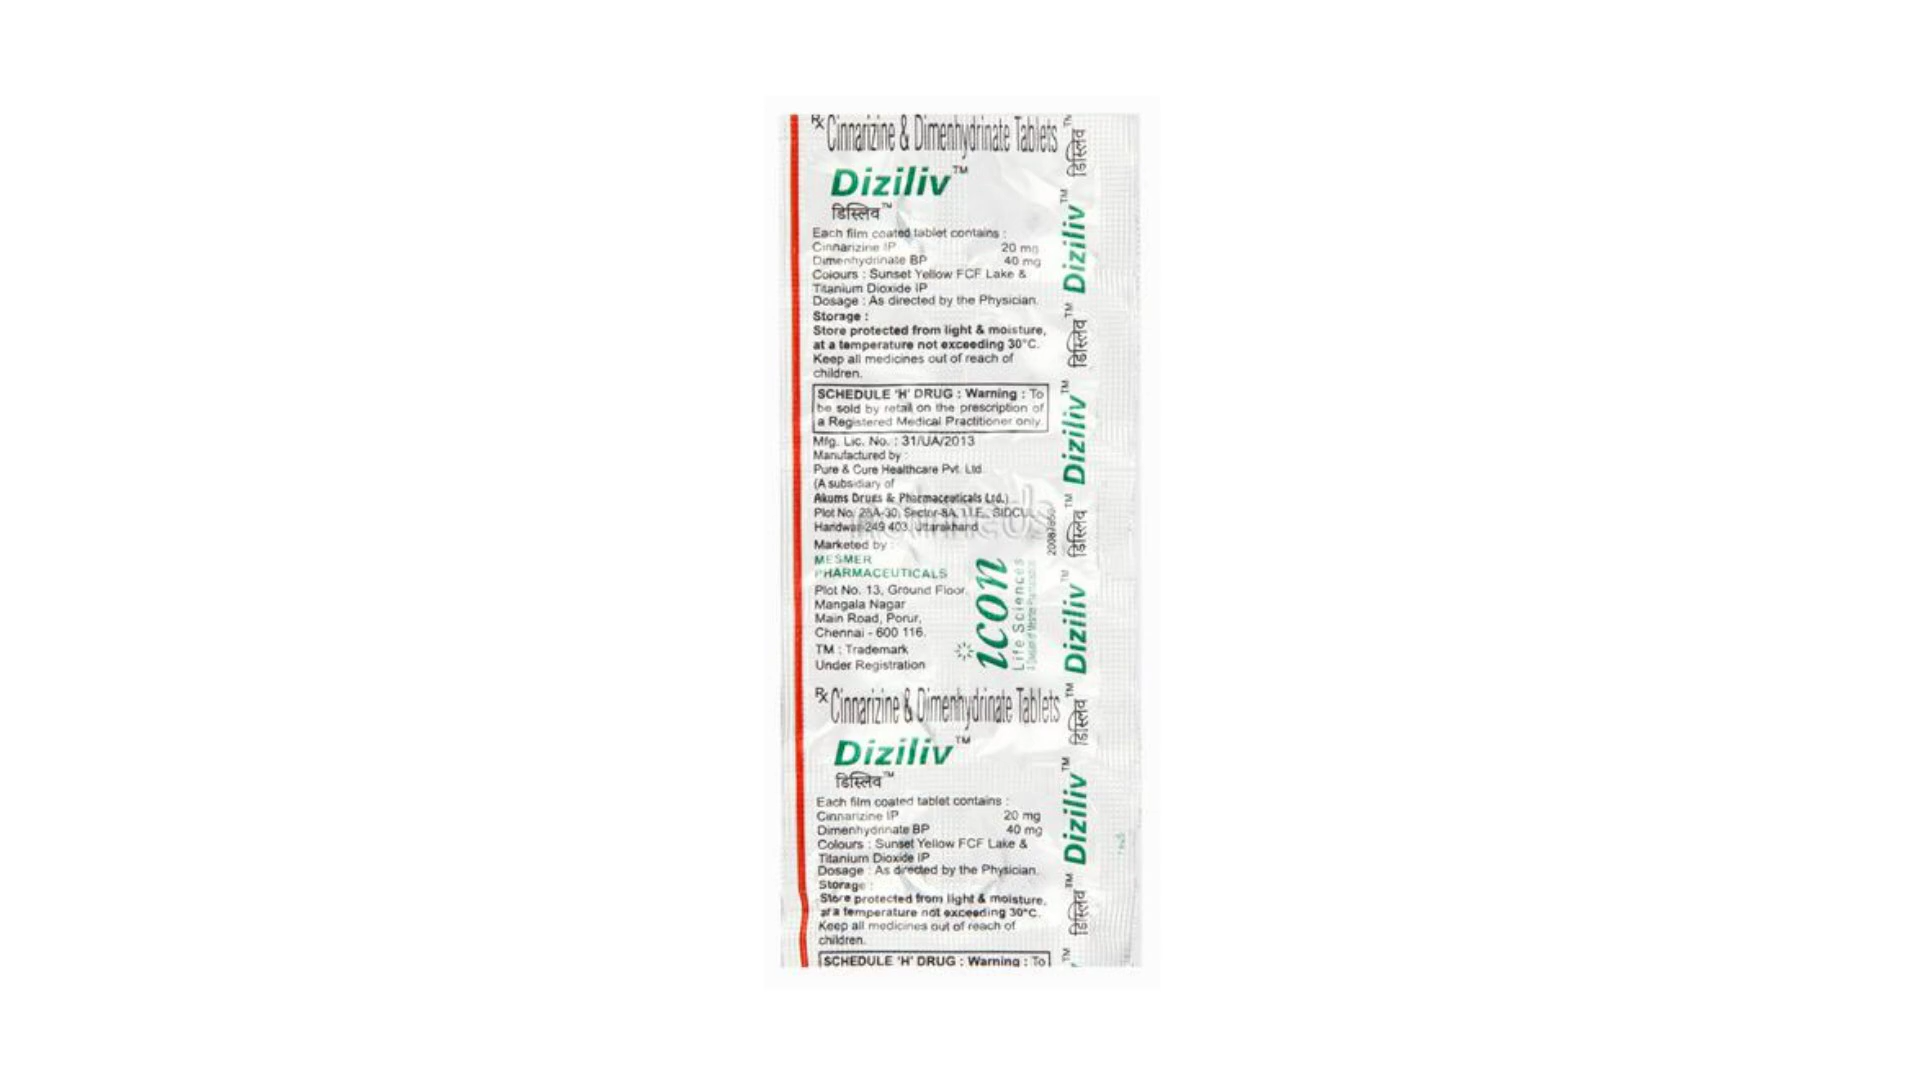 Rx Cinnarizine & Dimenhydrinate Tablets
Diziliv™
डिस्लिव™
Each film coated tablet contains :
Cinnarizine IP 20 mg
Dimenhydrinate BP 40 mg
Colours : Sunset Yellow FCF Lake &
Titanium Dioxide IP
Dosage : As directed by the Physician.
Storage :
Store protected from light & moisture,
at a temperature not exceeding 30°C.
Keep all medicines out of reach of
children.
SCHEDULE 'H' DRUG : Warning : To
be sold by retail on the prescription of
a Registered Medical Practitioner only
Mfg. Lic. No. : 31/UA/2013
Manufactured by :
Pure & Cure Healthcare Pvt. Ltd.
(A subsidiary of
Akums Drugs & Pharmaceuticals Ltd.)
Plot No. 26A-30, Sector-8A, I.I.E., SIDCUL,
Haridwar-249 403, Uttarakhand
Marketed by :
MESMER
PHARMACEUTICALS
Plot No. 13, Ground Floor,
Mangala Nagar
Main Road, Porur,
Chennai - 600 116.
TM : Trademark
Under Registration
icon
Life Sciences
A Division of Mesmer Pharmaceuticals
Rx Cinnarizine & Dimenhydrinate Tablets
Diziliv™
डिस्लिव™
Each film coated tablet contains :
Cinnarizine IP 20 mg
Dimenhydrinate BP 40 mg
Colours : Sunset Yellow FCF Lake &
Titanium Dioxide IP
Dosage : As directed by the Physician.
Storage :
Store protected from light & moisture,
at a temperature not exceeding 30°C.
Keep all medicines out of reach of
children.
SCHEDULE 'H' DRUG : Warning : To
™ डिस्लिव™ Diziliv™ डिस्लिव™ Diziliv™ डिस्लिव™ Diziliv™ डिस्लिव™ Diziliv™ डिस्लिव™